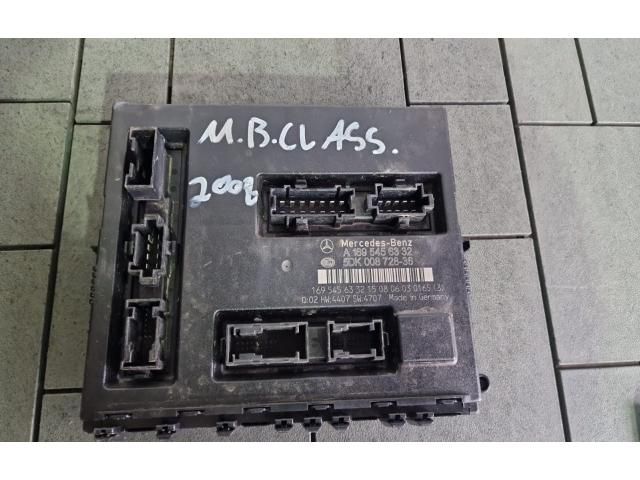 M.B.CLASS.
2008
Mercedes-Benz
A 169 545 63 32
5DK 008 728-36
169 545 63 32 15 08 06 03 0165 (3)
Q:02 HW:4407 SW:4707 Made in Germany